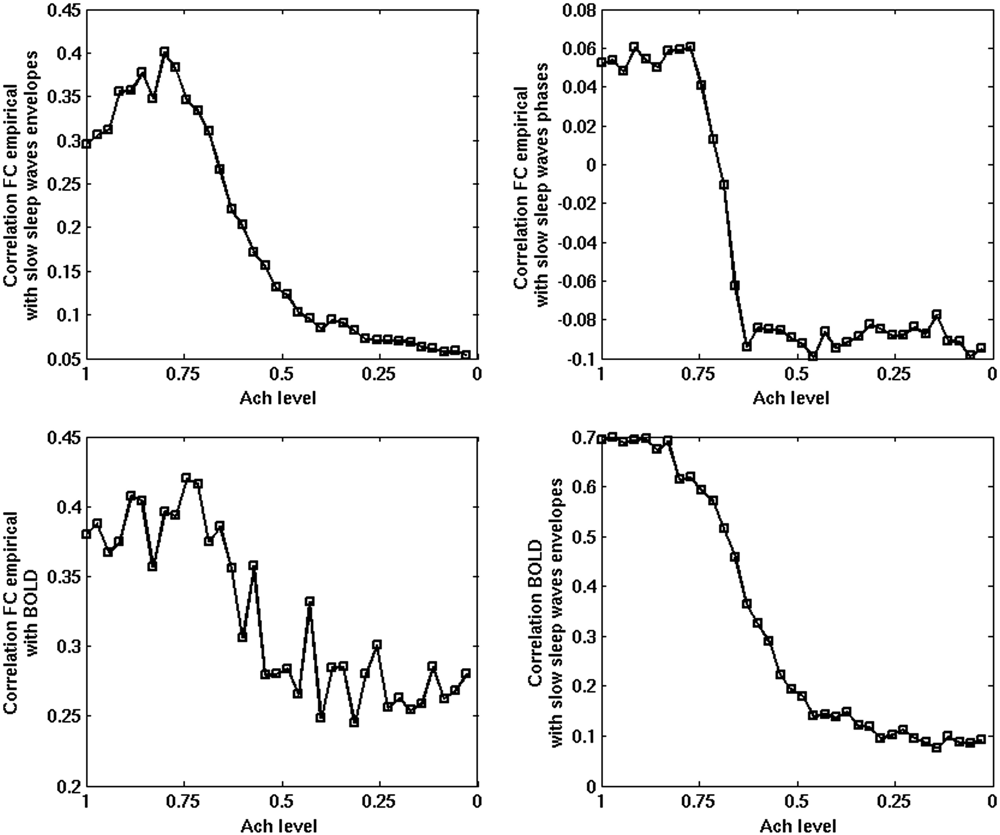 Correlation FC empirical
with slow sleep waves envelopes
0.45
0.4
0.35
0.3
0.25
0.2
0.15
0.1
0.05
1 0.75 0.5 0.25 0
Ach level
Correlation FC empirical
with slow sleep waves phases
0.08
0.06
0.04
0.02
0
-0.02
-0.04
-0.06
-0.08
-0.1
1 0.75 0.5 0.25 0
Ach level
Correlation FC empirical
with BOLD
0.45
0.4
0.35
0.3
0.25
0.2
1 0.75 0.5 0.25 0
Ach level
Correlation BOLD
with slow sleep waves envelopes
0.7
0.6
0.5
0.4
0.3
0.2
0.1
0
1 0.75 0.5 0.25 0
Ach level